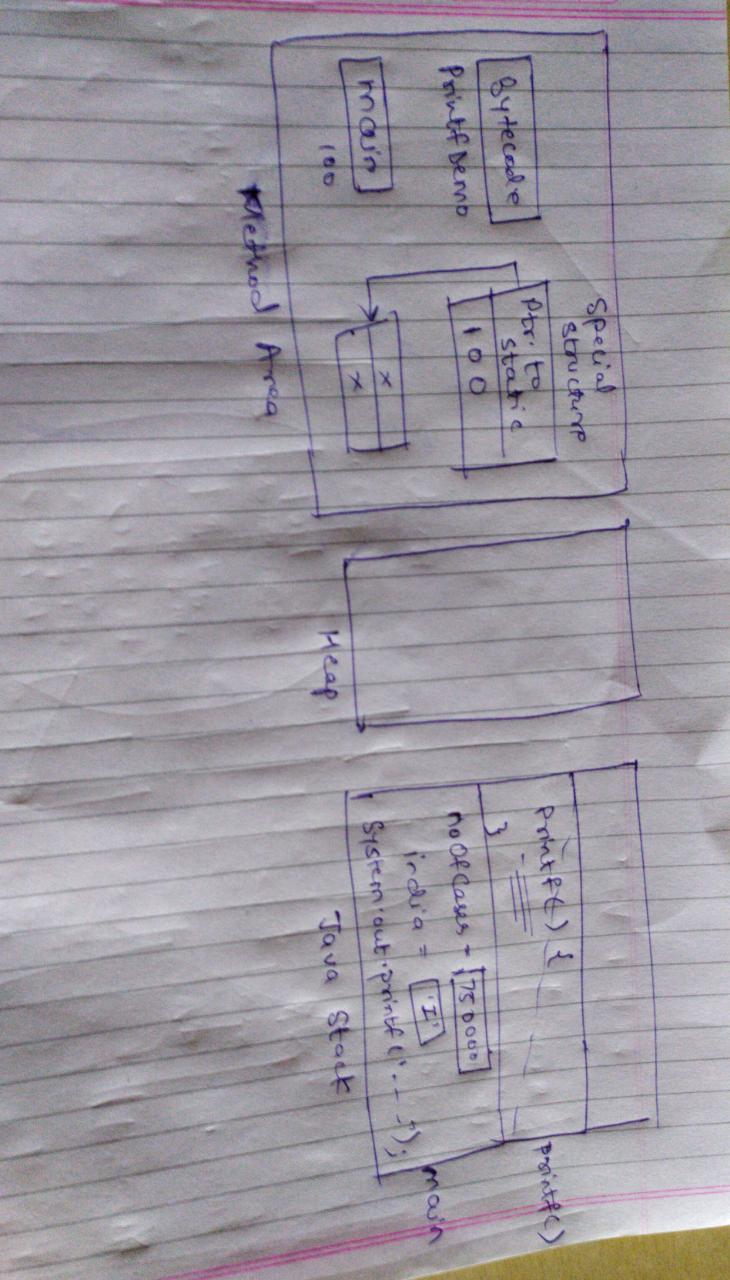 Bytecode
PrintfDemo
main
100
Special
structure
Ptr. to
static
100
x
x
Method Area
Heap
printf() {
}
printf()
noOfCases = 750000
india = 'I'
System.out.printf("---");
main
Java Stack